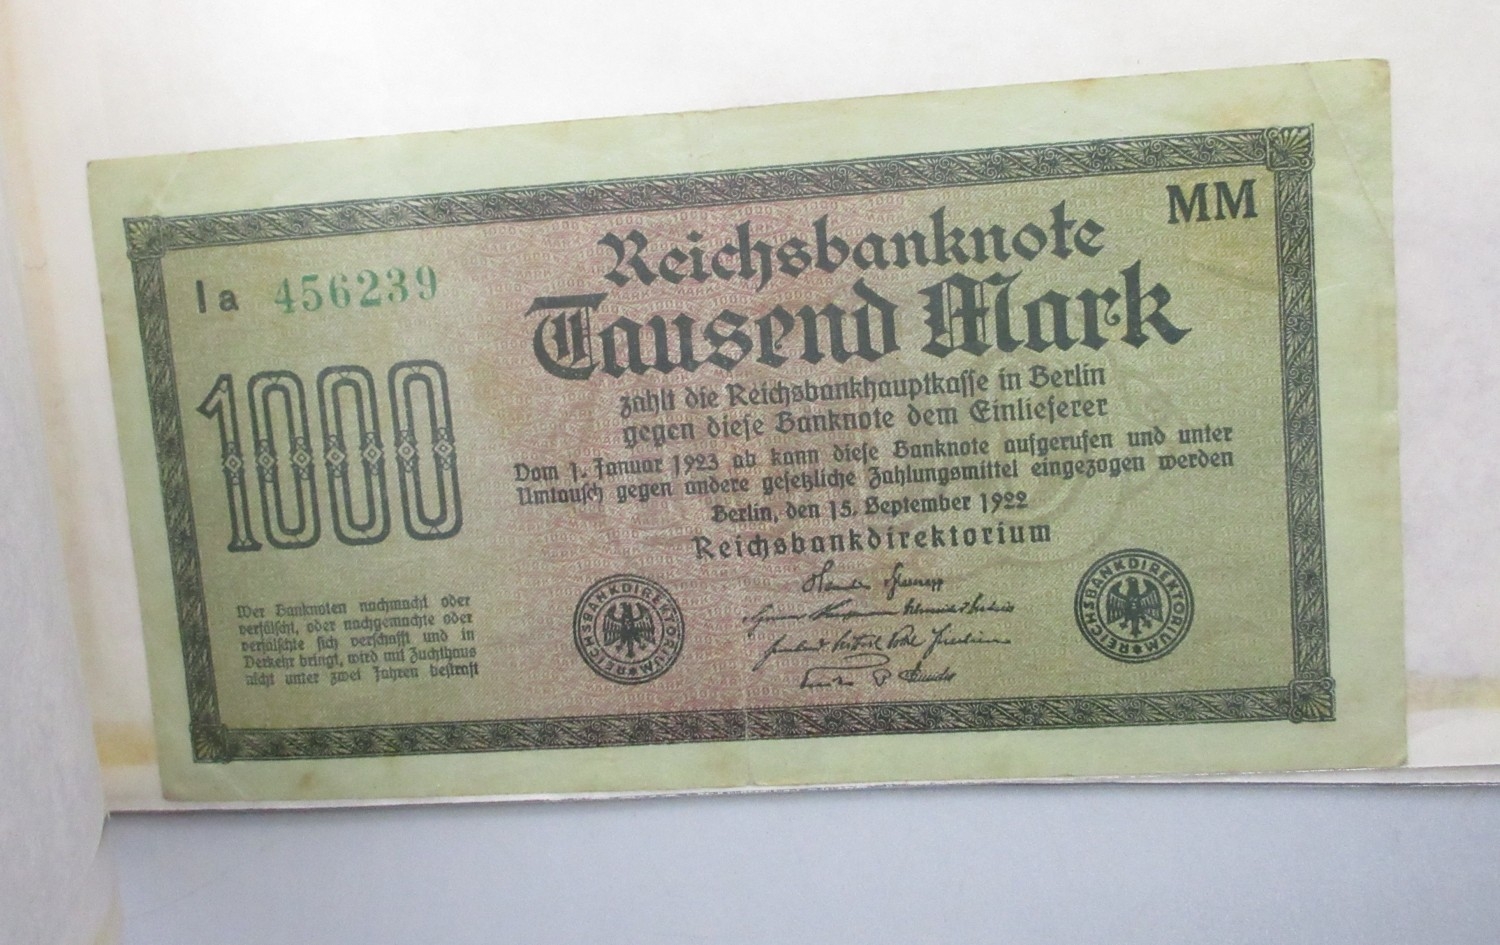 MM
Reichsbanknote
Ia 456239
Tausend Mark
1000
zahlt die Reichsbankhauptkasse in Berlin
gegen diese Banknote dem Einlieferer
Vom 1. Januar 1923 ab kann diese Banknote aufgerufen und unter
Umtausch gegen andere gesetzliche Zahlungsmittel eingezogen werden
Berlin, den 15. September 1922
Reichsbankdirektorium
Wer Banknoten nachmacht oder
verfälscht, oder nachgemachte oder
verfälschte sich verschafft und in
Verkehr bringt, wird mit Zuchthaus
nicht unter zwei Jahren bestraft
REICHSBANKDIREKTORIUM
REICHSBANKDIREKTORIUM